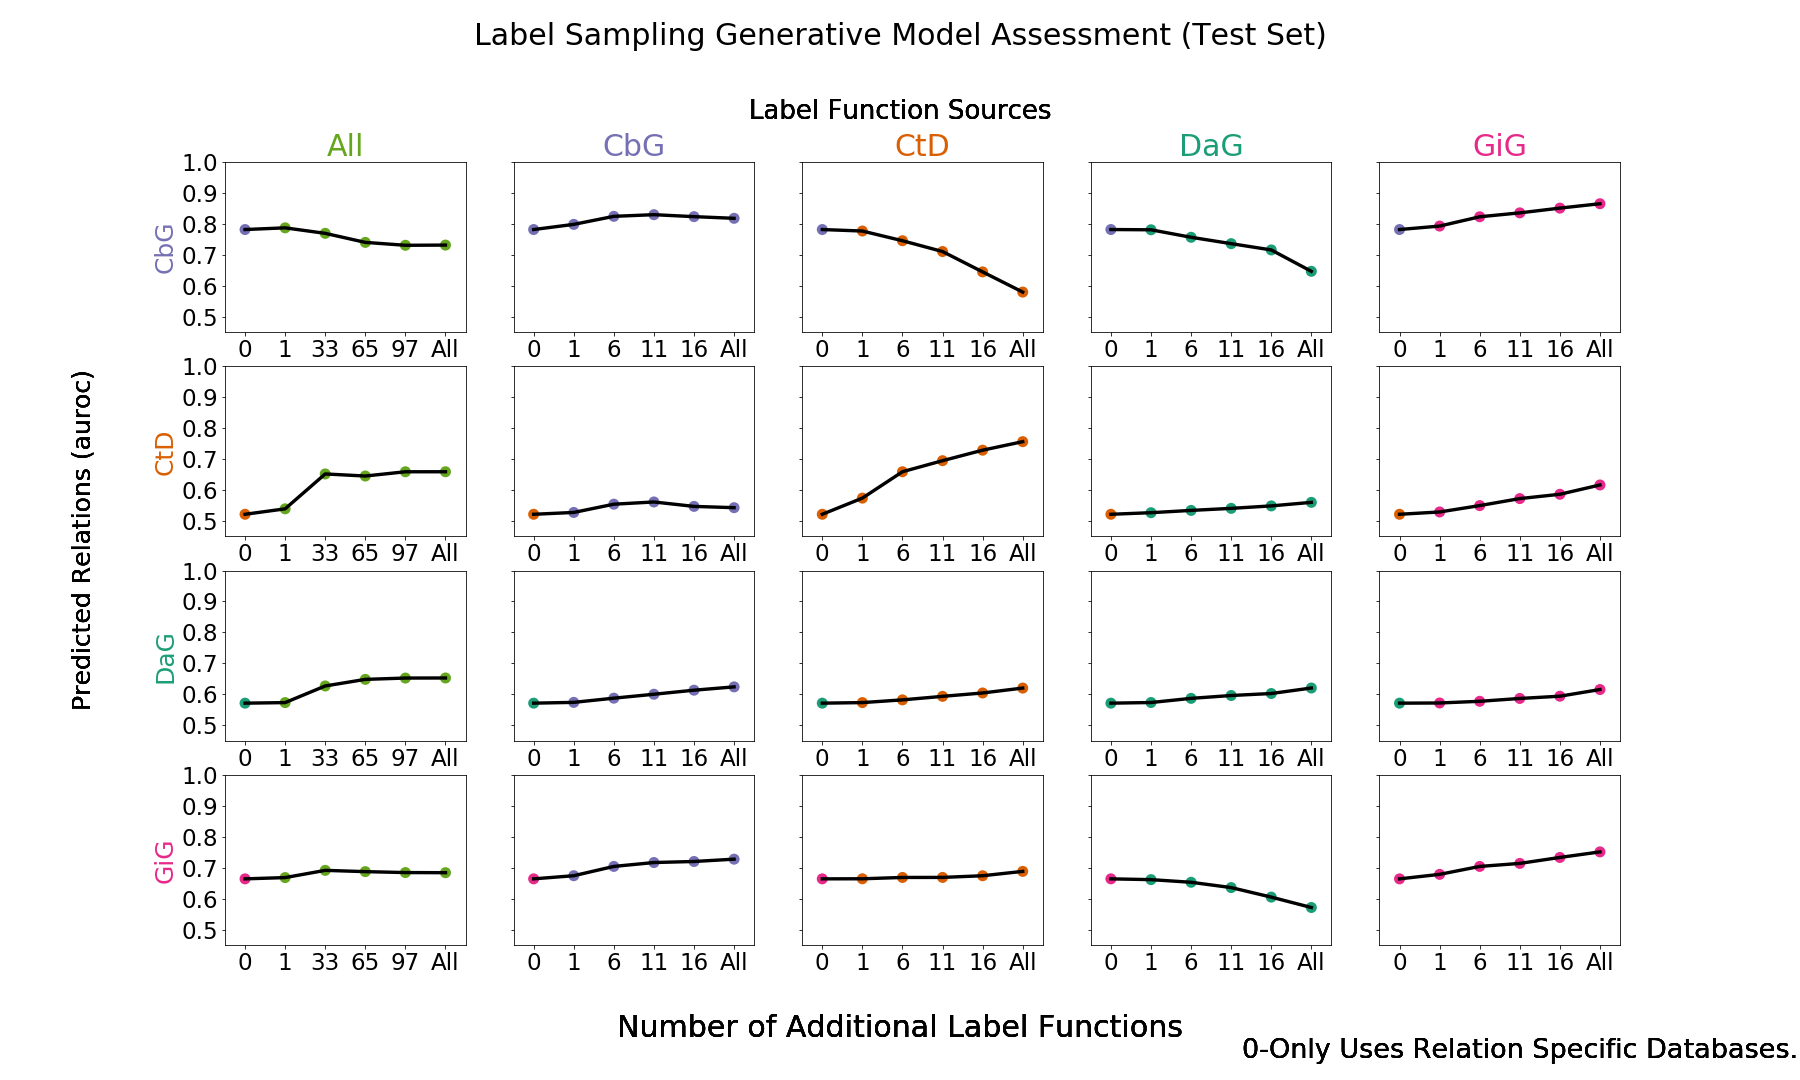 Label Sampling Generative Model Assessment (Test Set)
Label Function Sources
All CbG CtD DaG GiG
CbG
1.0
0.9
0.8
0.7
0.6
0.5
0 1 33 65 97 All 0 1 6 11 16 All 0 1 6 11 16 All 0 1 6 11 16 All 0 1 6 11 16 All
CtD
1.0
0.9
0.8
0.7
0.6
0.5
0 1 33 65 97 All 0 1 6 11 16 All 0 1 6 11 16 All 0 1 6 11 16 All 0 1 6 11 16 All
Predicted Relations (auroc)
DaG
1.0
0.9
0.8
0.7
0.6
0.5
0 1 33 65 97 All 0 1 6 11 16 All 0 1 6 11 16 All 0 1 6 11 16 All 0 1 6 11 16 All
GiG
1.0
0.9
0.8
0.7
0.6
0.5
0 1 33 65 97 All 0 1 6 11 16 All 0 1 6 11 16 All 0 1 6 11 16 All 0 1 6 11 16 All
Number of Additional Label Functions
0-Only Uses Relation Specific Databases.